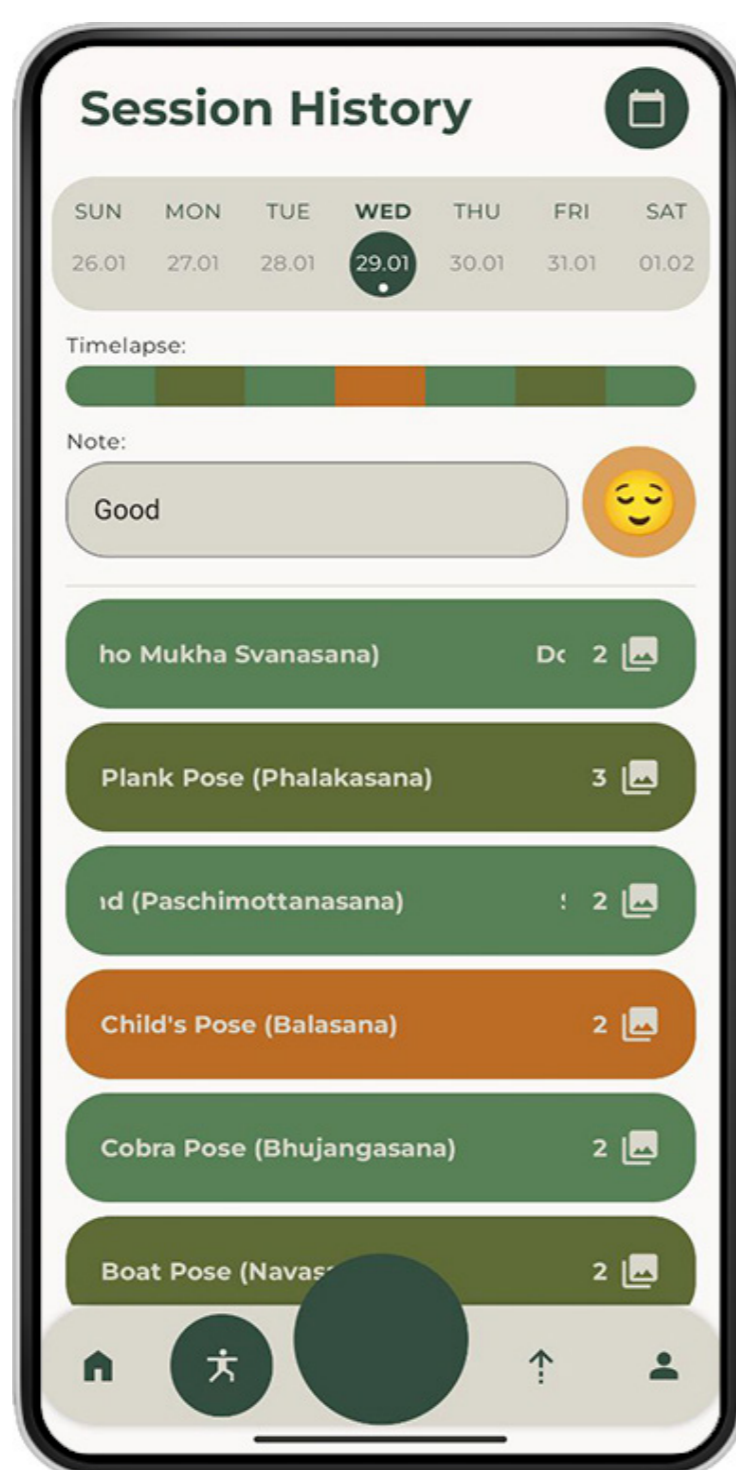 Session History
SUN MON TUE WED THU FRI SAT
26.01 27.01 28.01 29.01 30.01 31.01 01.02
Timelapse:
Note:
Good
ho Mukha Svanasana) 2
Plank Pose (Phalakasana) 3
(Paschimottanasana) 2
Child's Pose (Balasana) 2
Cobra Pose (Bhujangasana) 2
Boat Pose 2